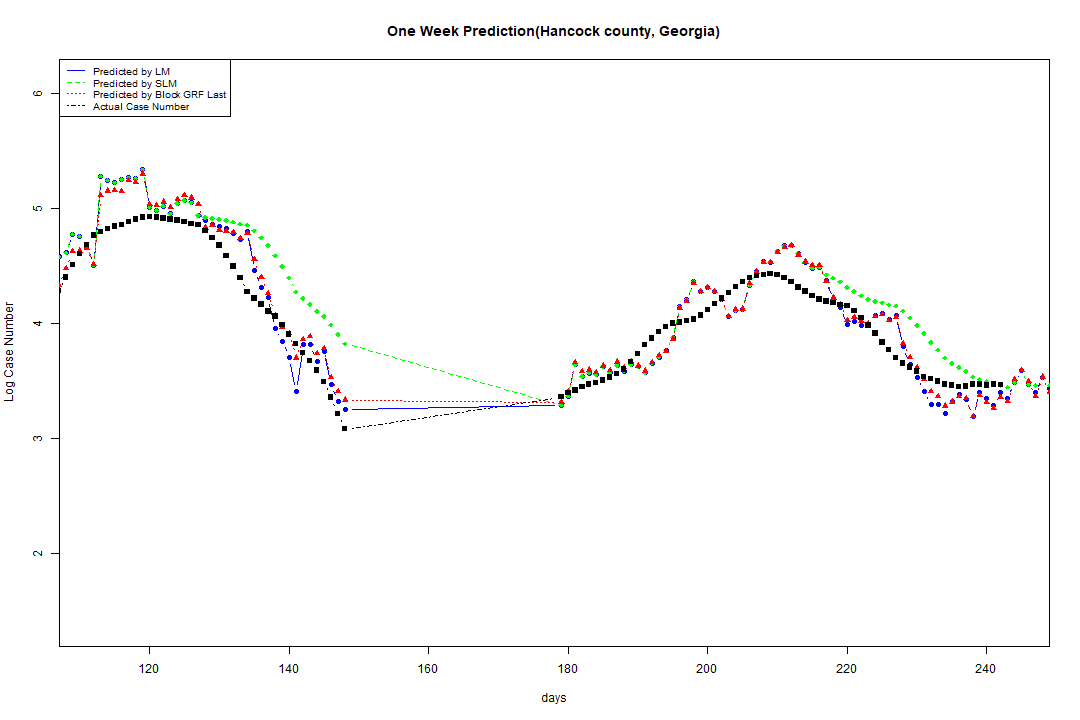 One Week Prediction(Hancock county, Georgia)
Predicted by LM
Predicted by SLM
Predicted by Block GRF Last
Actual Case Number
6
5
4
3
2
Log Case Number
120 140 160 180 200 220 240
days